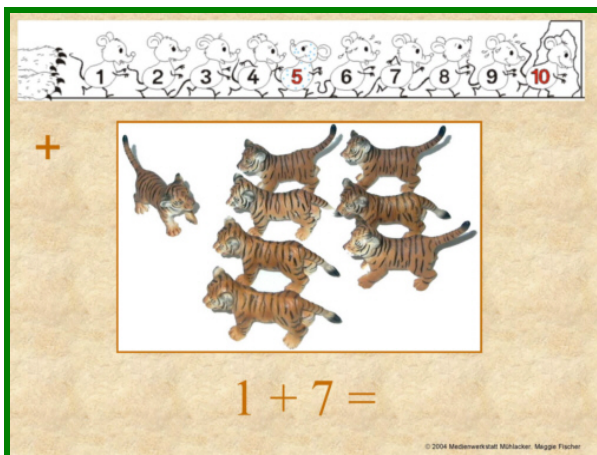 1 2 3 4 5 6 7 8 9 10
+
1 + 7 =
© 2004 Medienwerkstatt Mühlacker, Maggie Fischer